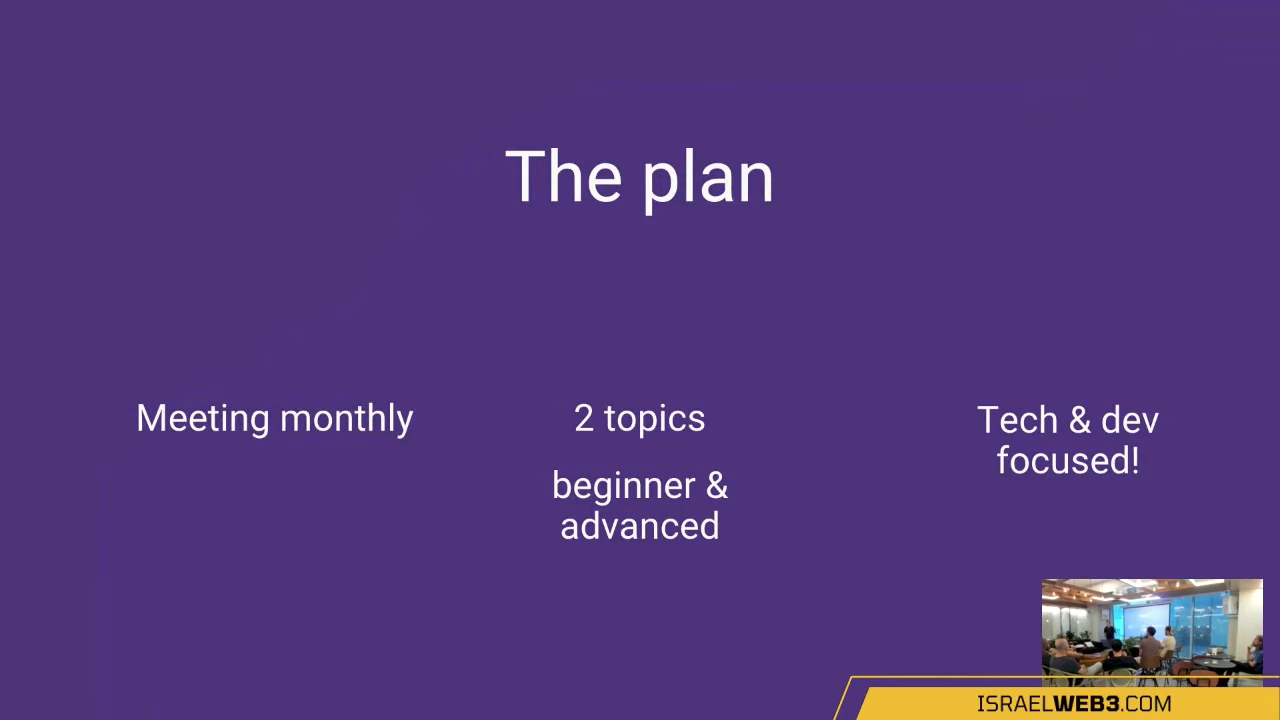 The plan
Meeting monthly
2 topics
beginner &
advanced
Tech & dev
focused!
ISRAELWEB3.COM